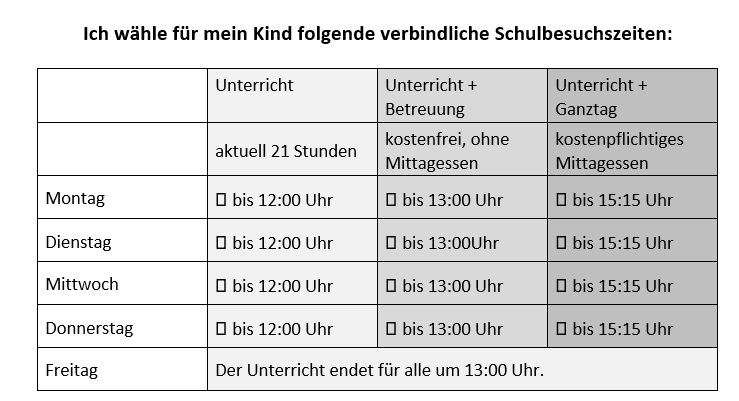 Ich wähle für mein Kind folgende verbindliche Schulbesuchszeiten:
Unterricht
Unterricht + Betreuung
Unterricht + Ganztag
aktuell 21 Stunden
kostenfrei, ohne Mittagessen
kostenpflichtiges Mittagessen
Montag ☐ bis 12:00 Uhr ☐ bis 13:00 Uhr ☐ bis 15:15 Uhr
Dienstag ☐ bis 12:00 Uhr ☐ bis 13:00Uhr ☐ bis 15:15 Uhr
Mittwoch ☐ bis 12:00 Uhr ☐ bis 13:00 Uhr ☐ bis 15:15 Uhr
Donnerstag ☐ bis 12:00 Uhr ☐ bis 13:00 Uhr ☐ bis 15:15 Uhr
Freitag Der Unterricht endet für alle um 13:00 Uhr.